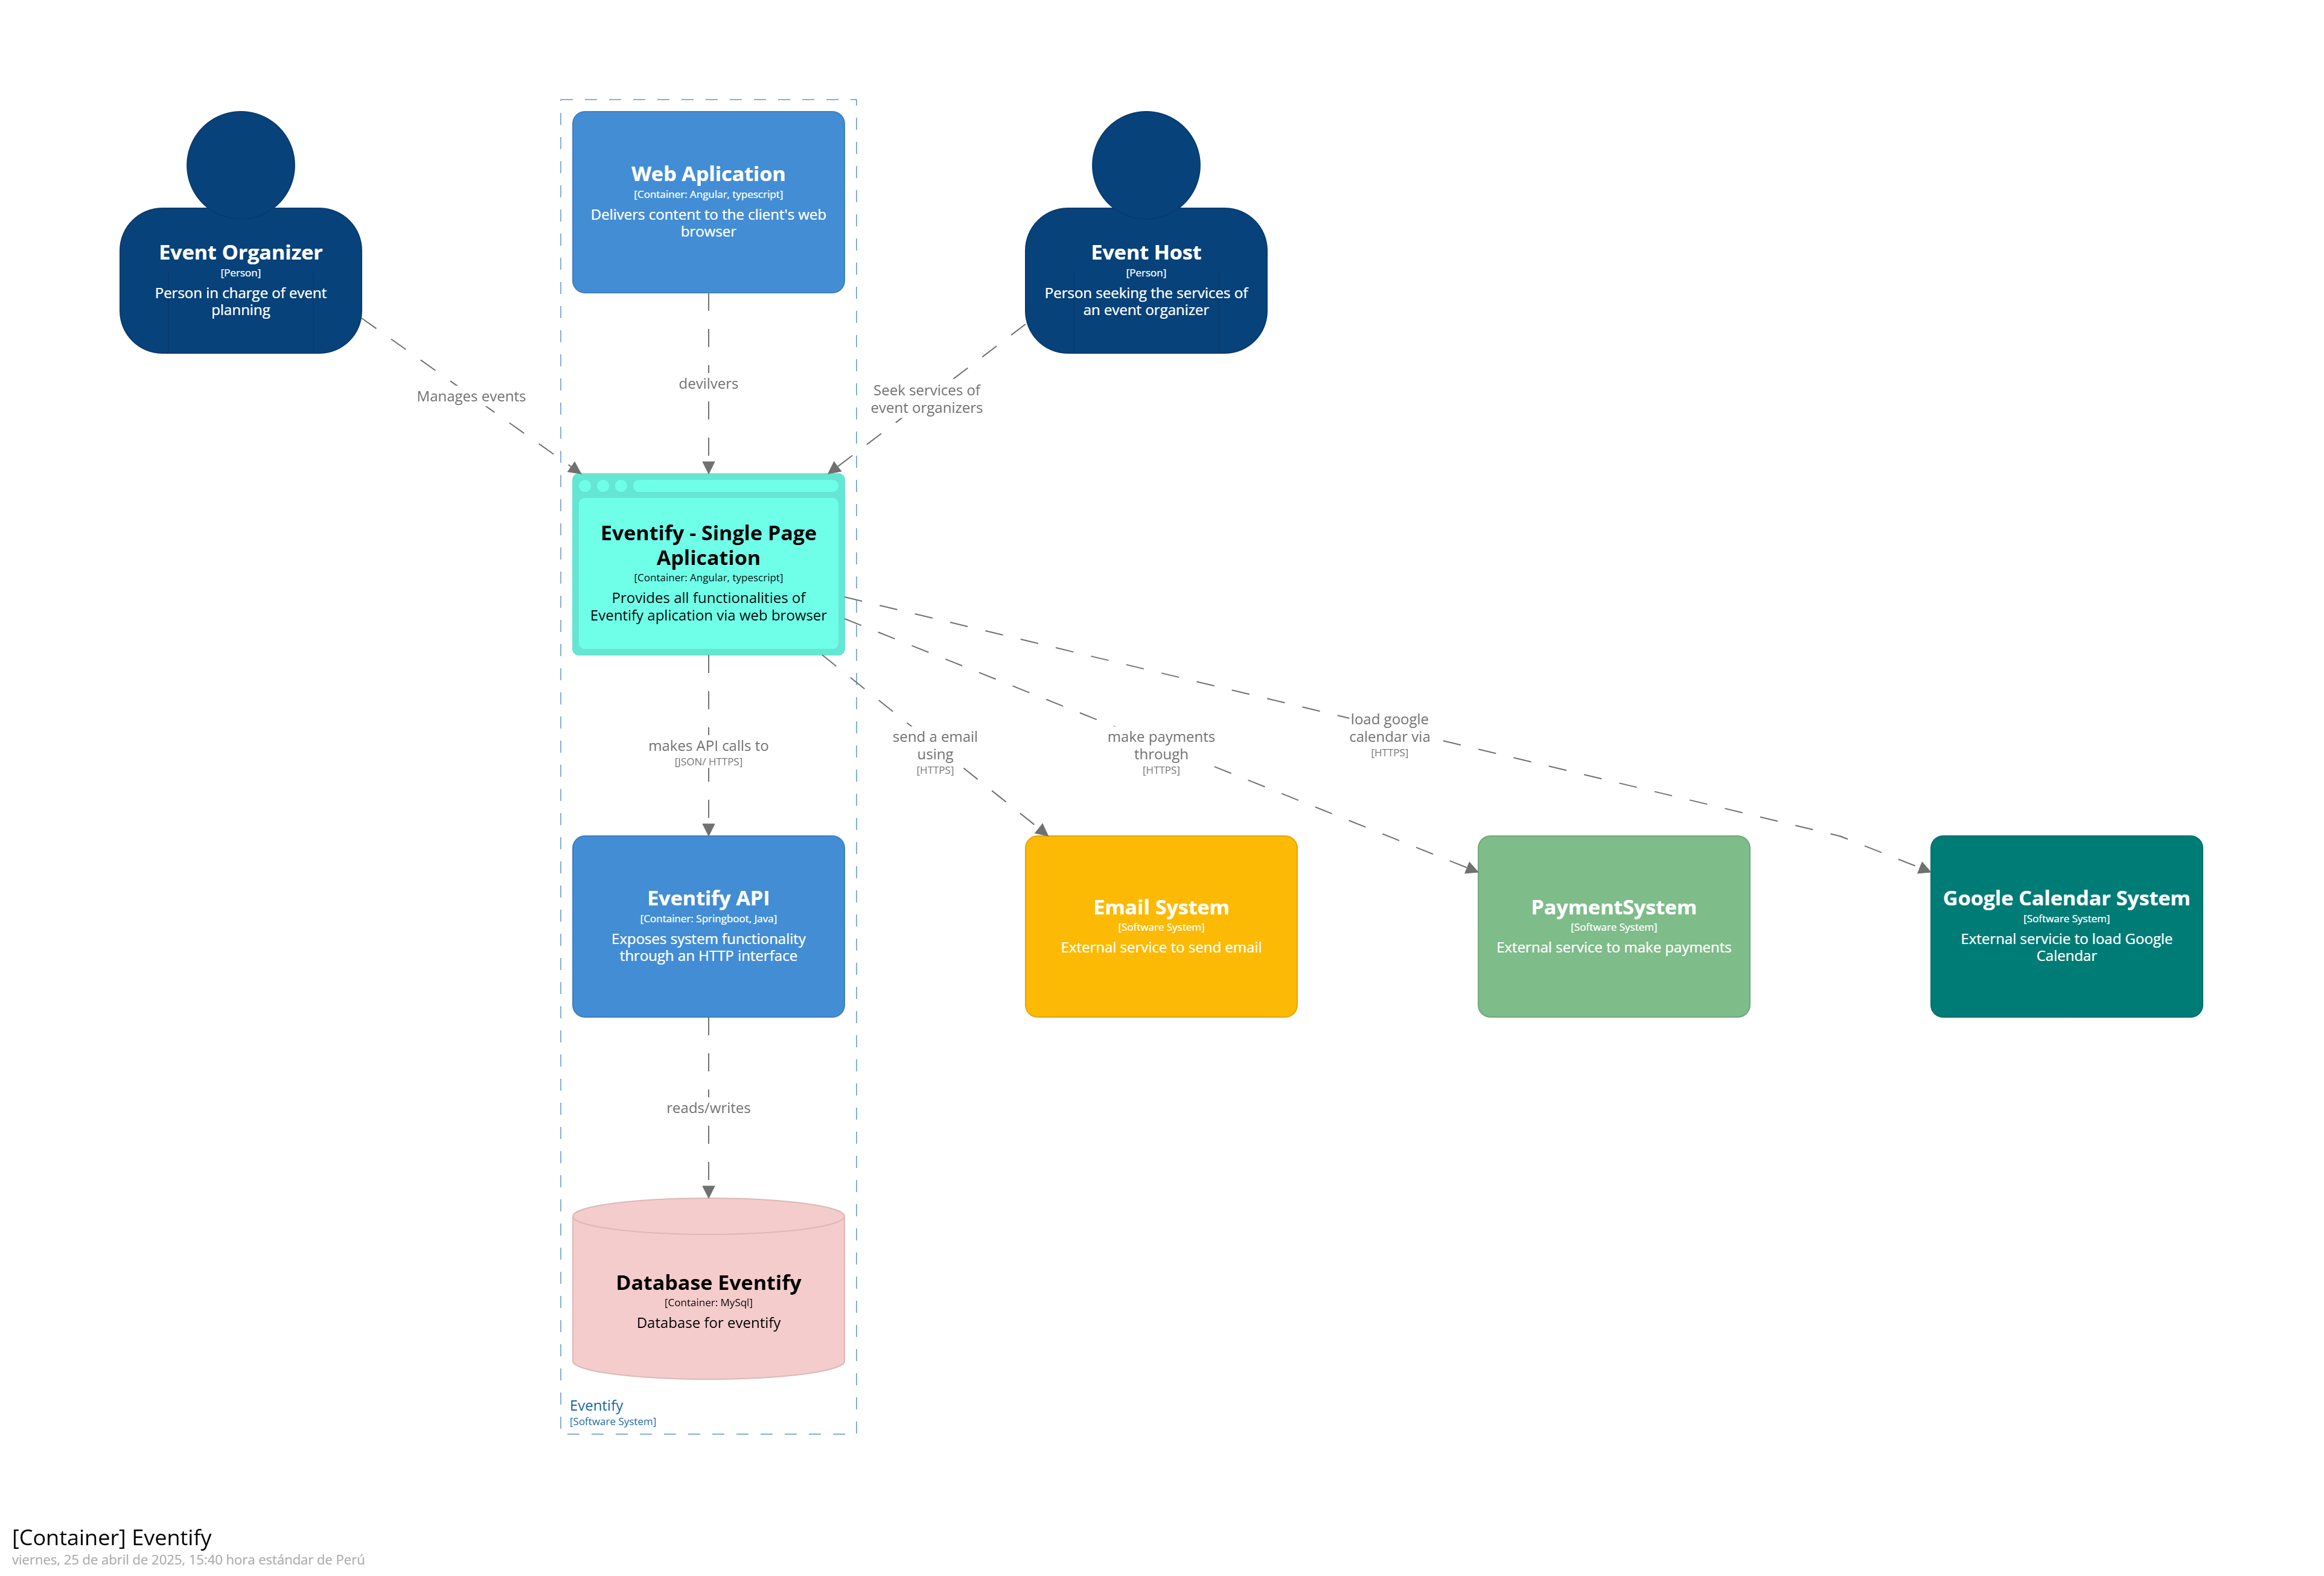 Event Organizer
[Person]
Person in charge of event
planning
Web Aplication
[Container: Angular, typescript]
Delivers content to the client's web
browser
Event Host
[Person]
Person seeking the services of
an event organizer
Manages events
devilvers
Seek services of
event organizers
Eventify - Single Page
Aplication
[Container: Angular, typescript]
Provides all functionalities of
Eventify aplication via web browser
makes API calls to
[JSON/ HTTPS]
send a email
using
[HTTPS]
make payments
through
[HTTPS]
load google
calendar via
[HTTPS]
Eventify API
[Container: Springboot, Java]
Exposes system functionality
through an HTTP interface
Email System
[Software System]
External service to send email
PaymentSystem
[Software System]
External service to make payments
Google Calendar System
[Software System]
External servicie to load Google
Calendar
reads/writes
Database Eventify
[Container: MySql]
Database for eventify
Eventify
[Software System]
[Container] Eventify
viernes, 25 de abril de 2025, 15:40 hora estándar de Perú